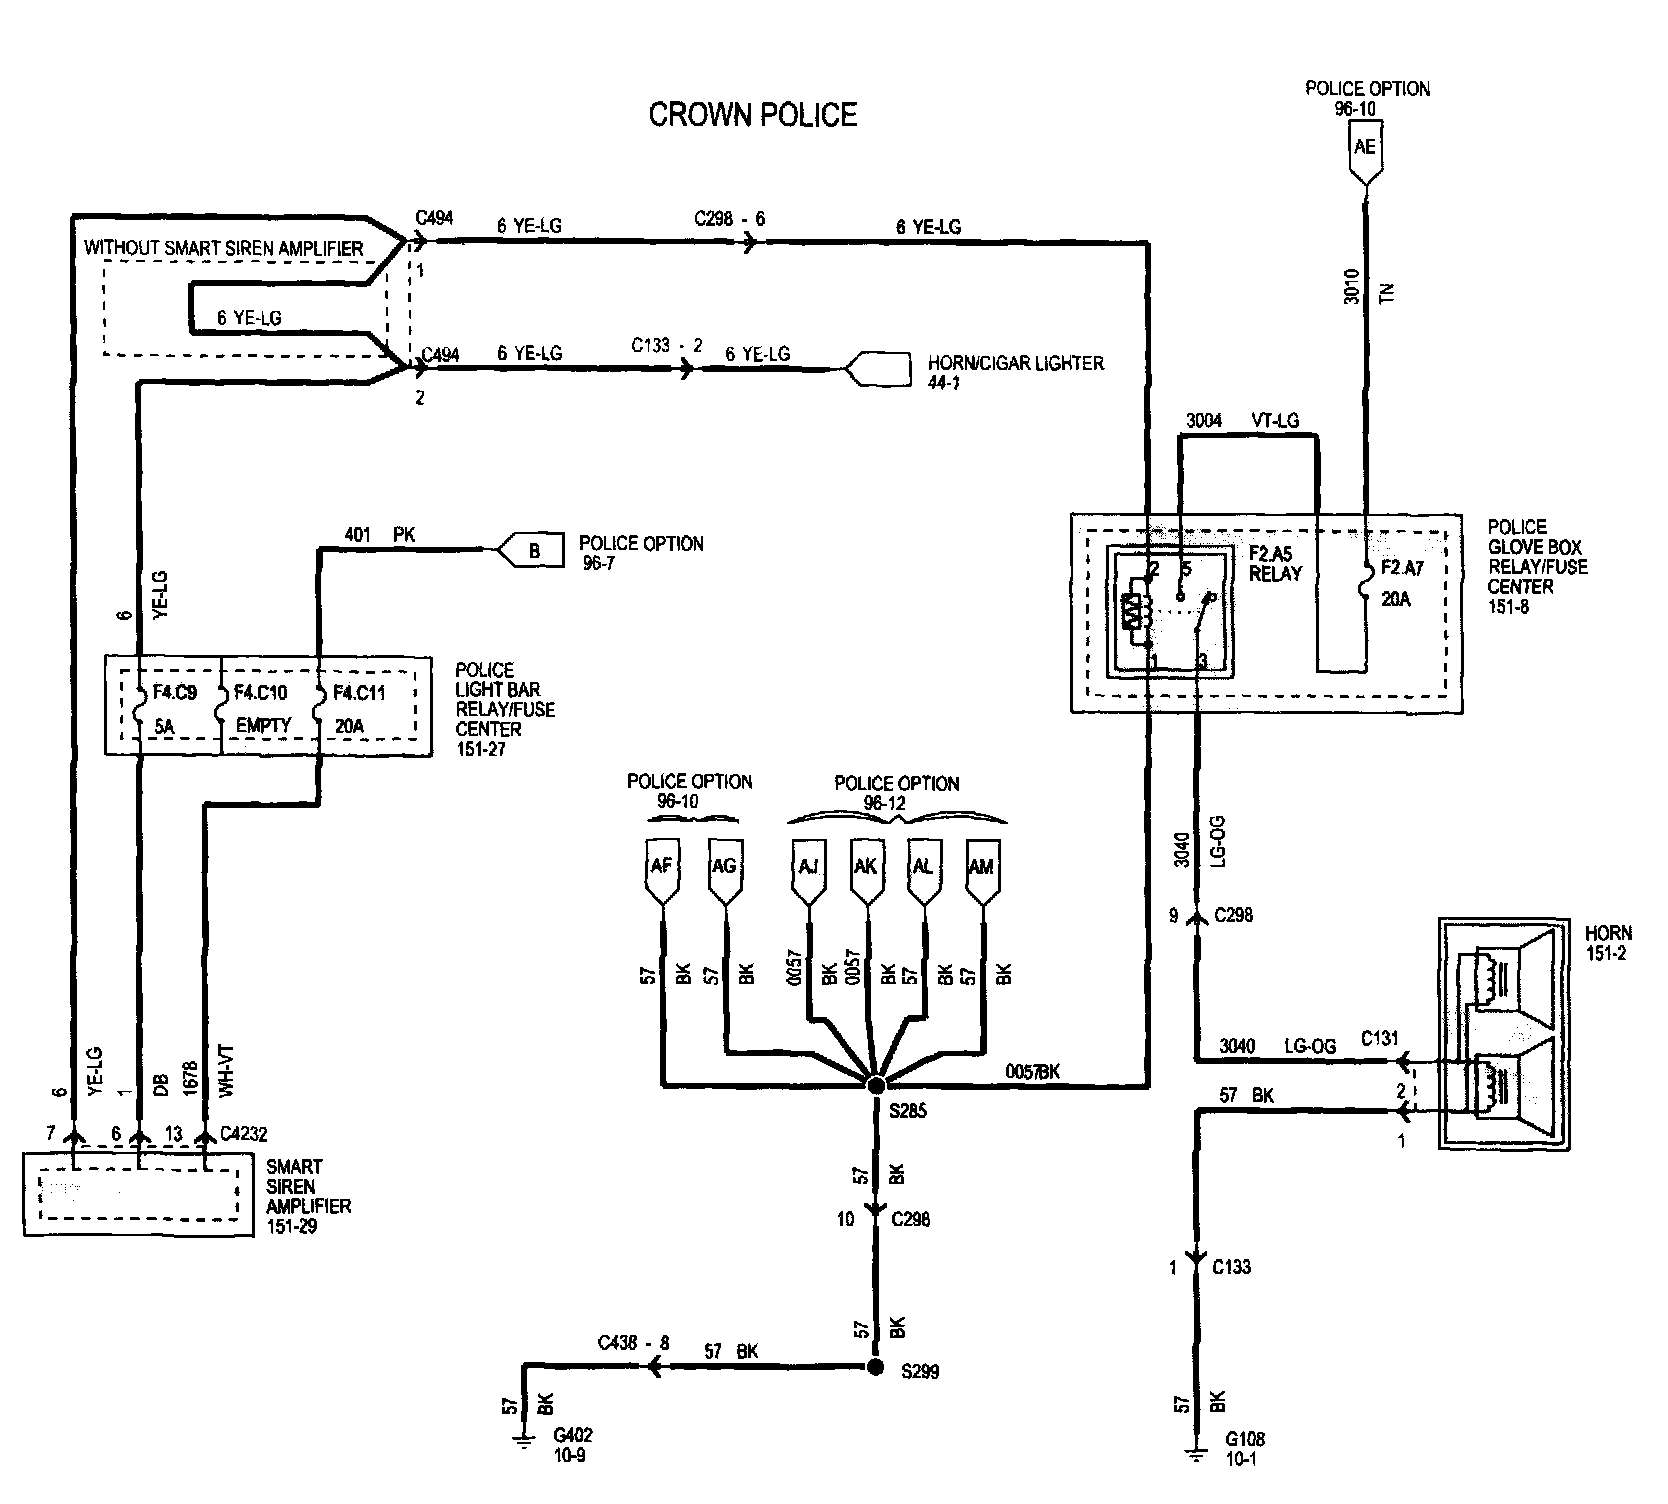 CROWN POLICE
POLICE OPTION
96-10
AE
3010
TN
C494
6 YE-LG
C298 - 6
6 YE-LG
1
WITHOUT SMART SIREN AMPLIFIER
6 YE-LG
C494
6 YE-LG
C133 - 2
6 YE-LG
2
HORN/CIGAR LIGHTER
44-1
3004 VT-LG
401 PK
B
POLICE OPTION
96-7
6
YE-LG
F2.A5
RELAY
2 5
1 3
F2.A7
20A
POLICE
GLOVE BOX
RELAY/FUSE
CENTER
151-8
F4.C9
5A
F4.C10
EMPTY
F4.C11
20A
POLICE
LIGHT BAR
RELAY/FUSE
CENTER
151-27
POLICE OPTION
96-10
POLICE OPTION
96-12
AF
AG
AJ
AK
AL
AM
57
BK
57
BK
0057
BK
0057
BK
57
BK
57
BK
3040
LG-OG
9
C298
HORN
151-2
3040 LG-OG
C131
2
57 BK
1
0057BK
S285
6
YE-LG
1
DB
1678
WH-VT
7
6
13
C4232
SMART
SIREN
AMPLIFIER
151-29
57
BK
10
C298
57
BK
1
C133
C438 - 8
57 BK
S299
57
BK
G402
10-9
57
BK
G108
10-1